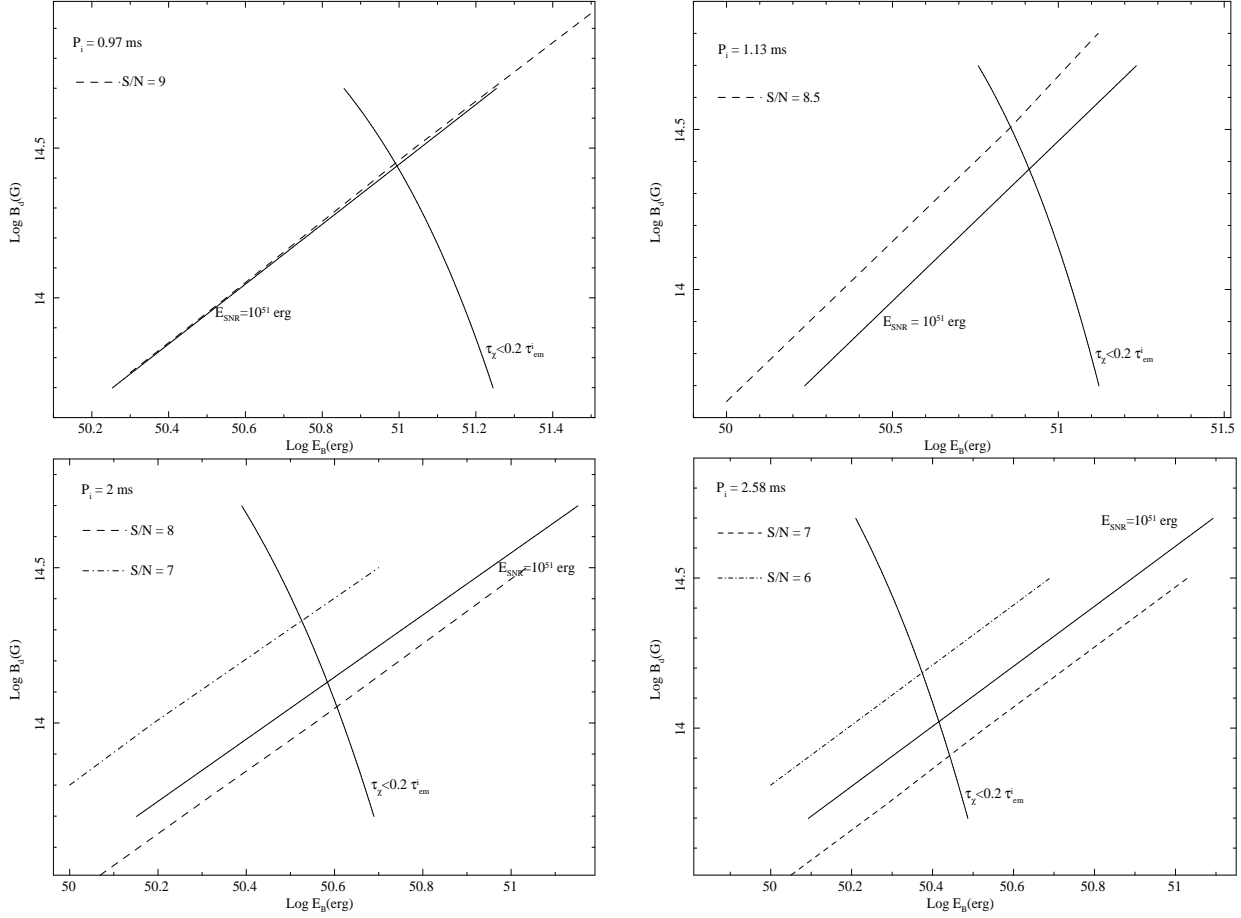 P_i = 0.97 ms
S/N = 9
E_SNR=10^51 erg
τ_χ<0.2 τ^i_em
Log B_d(G)
14.5
14
50.2 50.4 50.6 50.8 51 51.2 51.4
Log E_B(erg)
P_i = 1.13 ms
S/N = 8.5
E_SNR = 10^51 erg
τ_χ<0.2 τ^i_em
Log B_d(G)
14.5
14
50 50.5 51 51.5
Log E_B(erg)
P_i = 2 ms
S/N = 8
S/N = 7
E_SNR=10^51 erg
τ_χ<0.2 τ^i_em
Log B_d(G)
14.5
14
50 50.2 50.4 50.6 50.8 51
Log E_B(erg)
P_i = 2.58 ms
S/N = 7
S/N = 6
E_SNR=10^51 erg
τ_χ<0.2 τ^i_em
Log B_d(G)
14.5
14
50 50.2 50.4 50.6 50.8 51
Log E_B(erg)